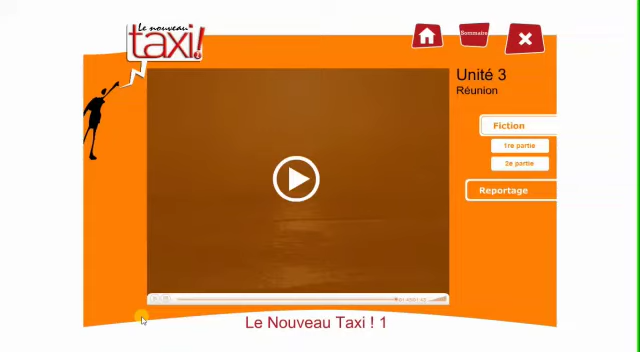 Le nouveau
taxi!
Sommaire
Unité 3
Réunion
Fiction
1re partie
2e partie
Reportage
Le Nouveau Taxi ! 1